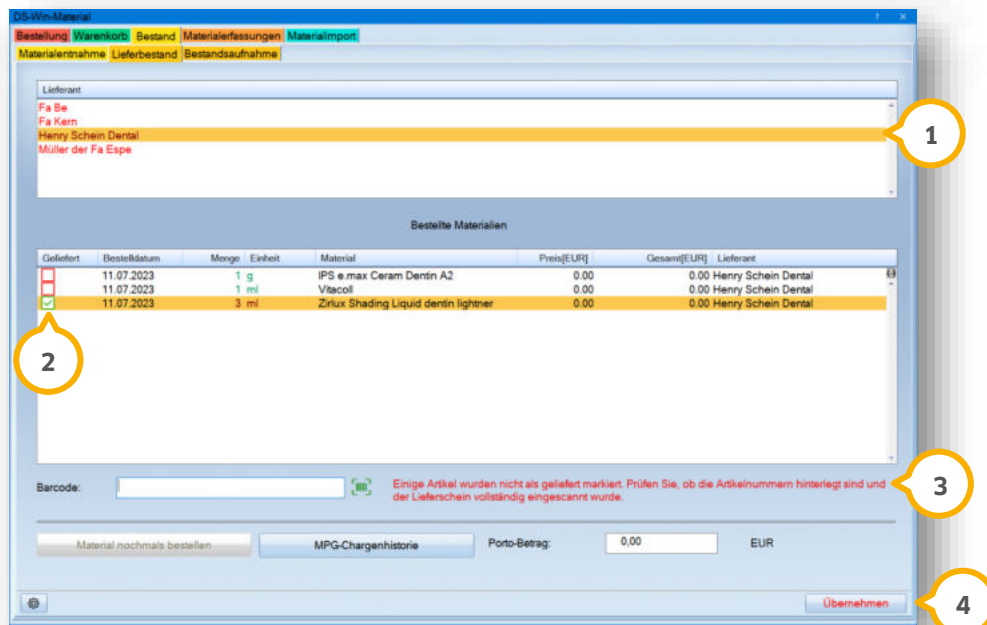 DS-Win-Material
Bestellung Warenkorb Bestand Materialerfassungen Materialimport
Materialentnahme Lieferbestand Bestandsaufnahme
Lieferant
Fa Be
Fa Kern
Henry Schein Dental
Müller der Fa Espe
1
Bestellte Materialien
Geliefert Bestelldatum Menge Einheit Material Preis[EUR] Gesamt[EUR] Lieferant
11.07.2023 1 g IPS e.max Ceram Dentin A2 0.00 0.00 Henry Schein Dental
11.07.2023 1 ml Vitacoll 0.00 0.00 Henry Schein Dental
11.07.2023 3 ml Zirlux Shading Liquid dentin lightner 0.00 0.00 Henry Schein Dental
2
Barcode:
Einige Artikel wurden nicht als geliefert markiert. Prüfen Sie, ob die Artikelnummern hinterlegt sind und
der Lieferschein vollständig eingescannt wurde.
3
Material nochmals bestellen MPG-Chargenhistorie Porto-Betrag: 0,00 EUR
Übernehmen
4